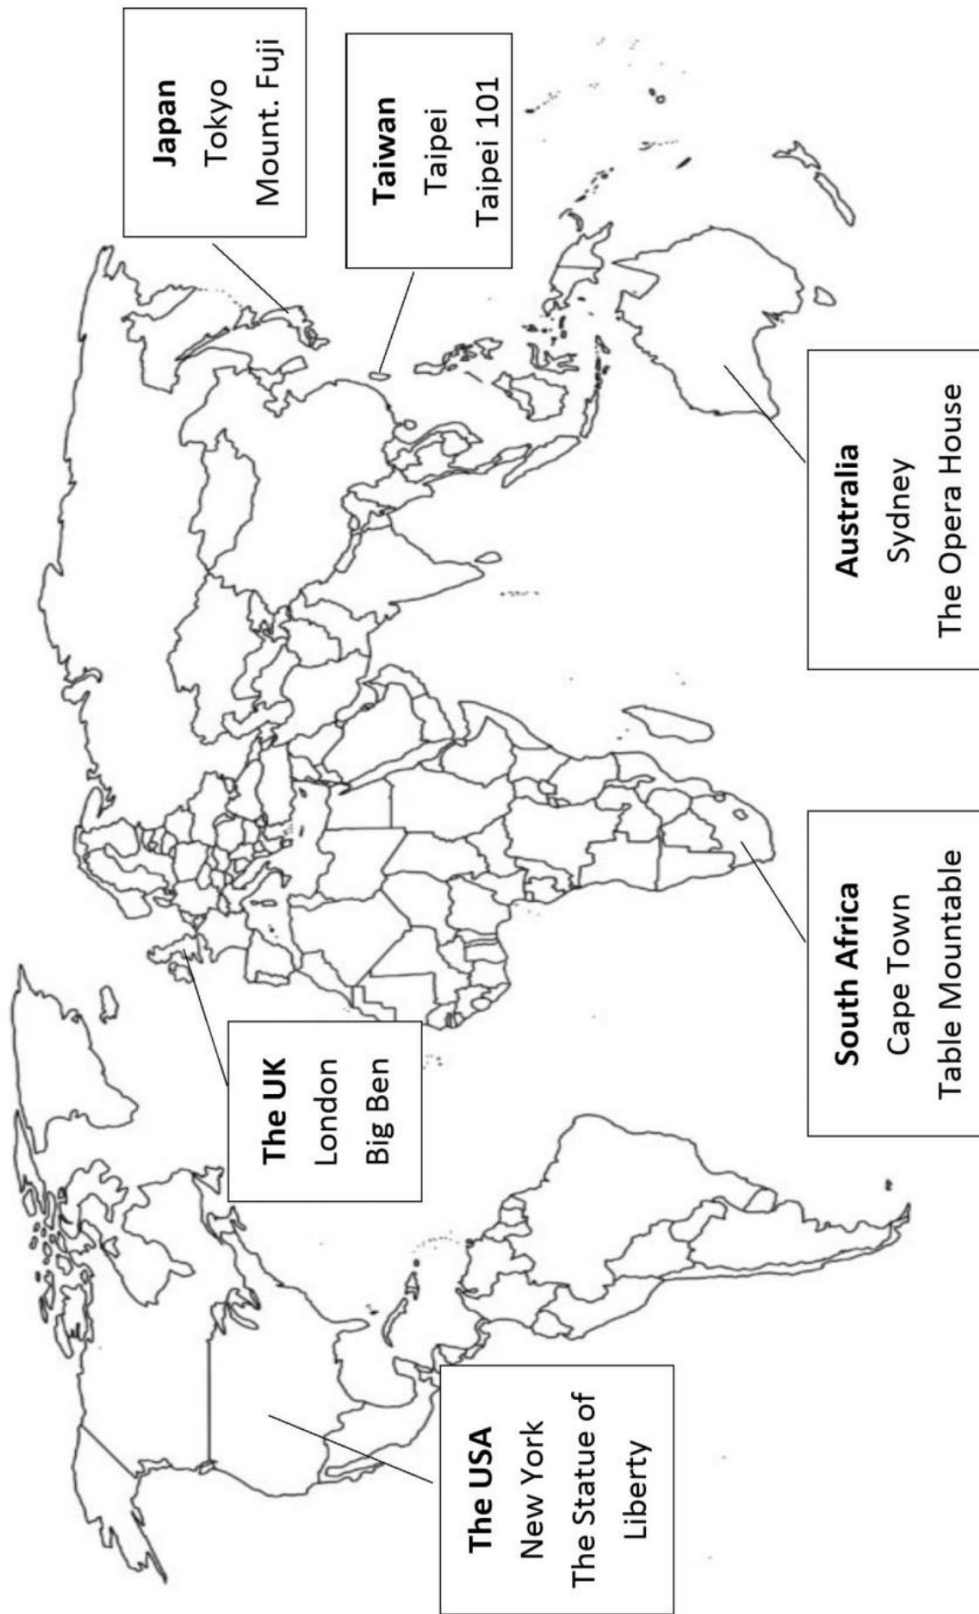 The USA
New York
The Statue of
Liberty
The UK
London
Big Ben
South Africa
Cape Town
Table Mountable
Australia
Sydney
The Opera House
Taiwan
Taipei
Taipei 101
Japan
Tokyo
Mount. Fuji